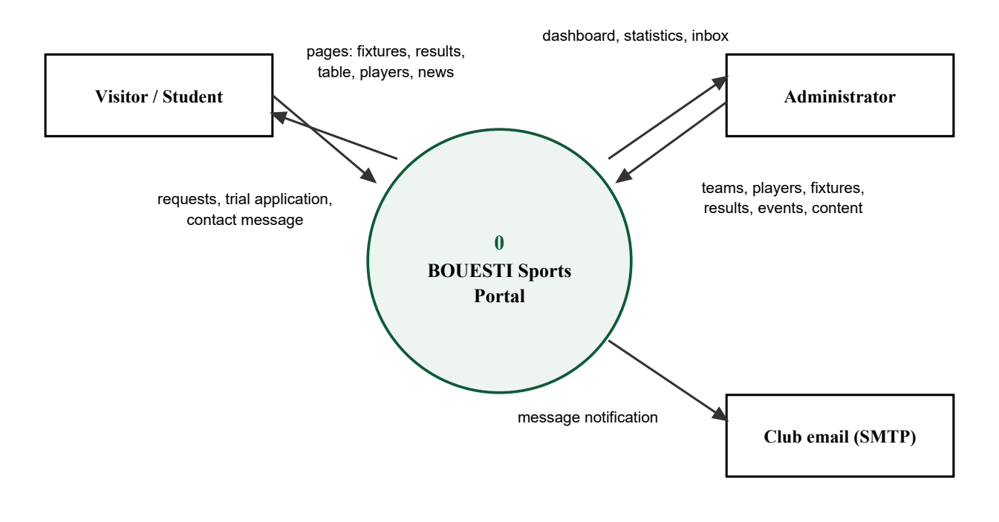 dashboard, statistics, inbox
pages: fixtures, results,
table, players, news
Visitor / Student
Administrator
requests, trial application,
contact message
teams, players, fixtures,
results, events, content
0
BOUESTI Sports
Portal
message notification
Club email (SMTP)